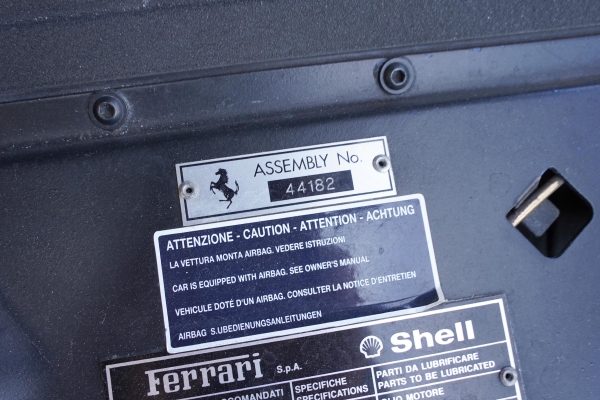 ASSEMBLY No.
44182
ATTENZIONE - CAUTION - ATTENTION - ACHTUNG
LA VETTURA MONTA AIRBAG. VEDERE ISTRUZIONI
CAR IS EQUIPPED WITH AIRBAG. SEE OWNER'S MANUAL
VEHICULE DOTÉ D'UN AIRBAG. CONSULTER LA NOTICE D'ENTRETIEN
AIRBAG S.UBEDIENUNGSANLEITUNGEN
Ferrari S.p.A. Shell
SPECIFICHE PARTI DA LUBRIFICARE
SPECIFICATIONS PARTS TO BE LUBRICATED
OLIO MOTORE